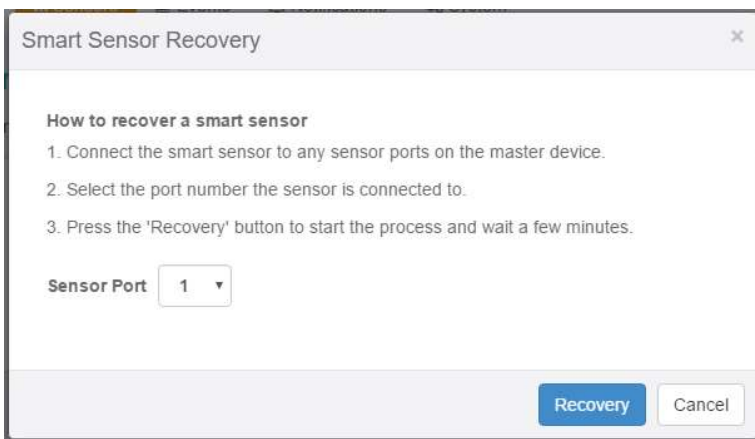 Smart Sensor Recovery ×
How to recover a smart sensor
1. Connect the smart sensor to any sensor ports on the master device.
2. Select the port number the sensor is connected to.
3. Press the 'Recovery' button to start the process and wait a few minutes.
Sensor Port 1
Recovery Cancel